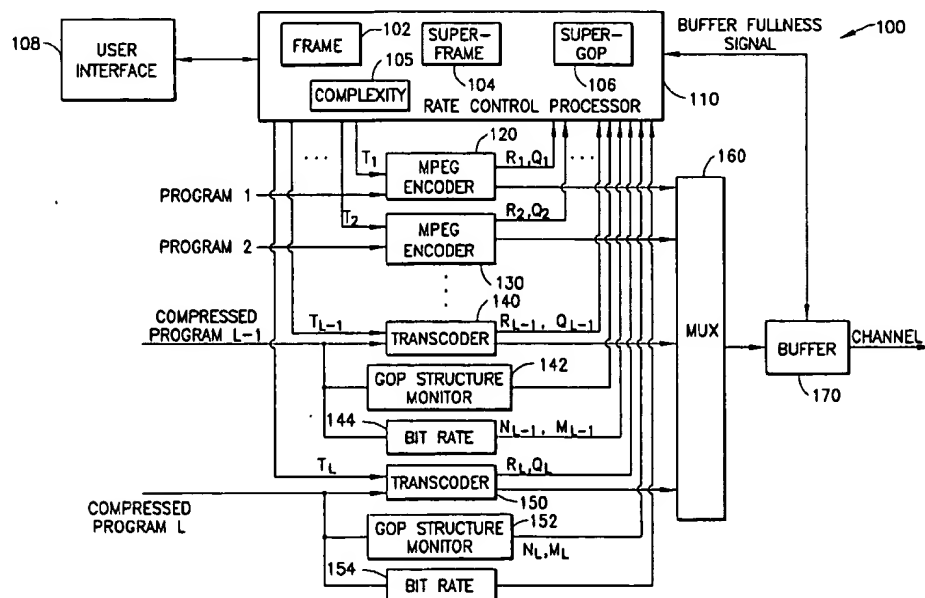 BUFFER FULLNESS
SIGNAL
100
108
USER
INTERFACE
FRAME
102
SUPER-
FRAME
104
SUPER-
GOP
106
105
COMPLEXITY
RATE CONTROL PROCESSOR
110
...
T1
120
MPEG
ENCODER
R1, Q1
...
160
PROGRAM 1
T2
MPEG
ENCODER
R2, Q2
PROGRAM 2
130
...
COMPRESSED
PROGRAM L-1
TL-1
140
TRANSCODER
RL-1, QL-1
MUX
BUFFER
CHANNEL
170
GOP STRUCTURE
MONITOR
142
144
BIT RATE
NL-1, ML-1
TL
TRANSCODER
RL, QL
150
COMPRESSED
PROGRAM L
GOP STRUCTURE
MONITOR
152
NL, ML
154
BIT RATE